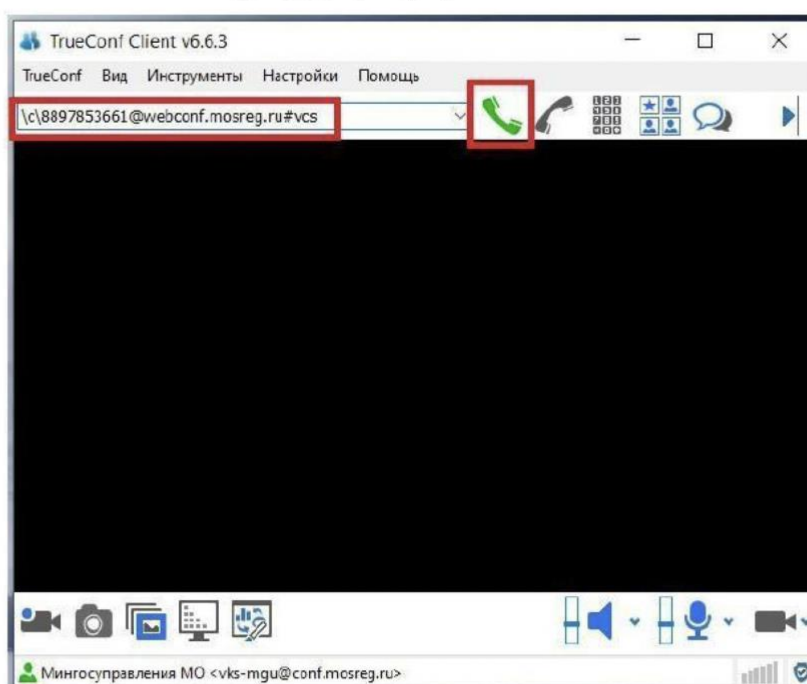 TrueConf Client v6.6.3
TrueConf Вид Инструменты Настройки Помощь
\c\8897853661@webconf.mosreg.ru#vcs
Мингосуправления МО <vks-mgu@conf.mosreg.ru>